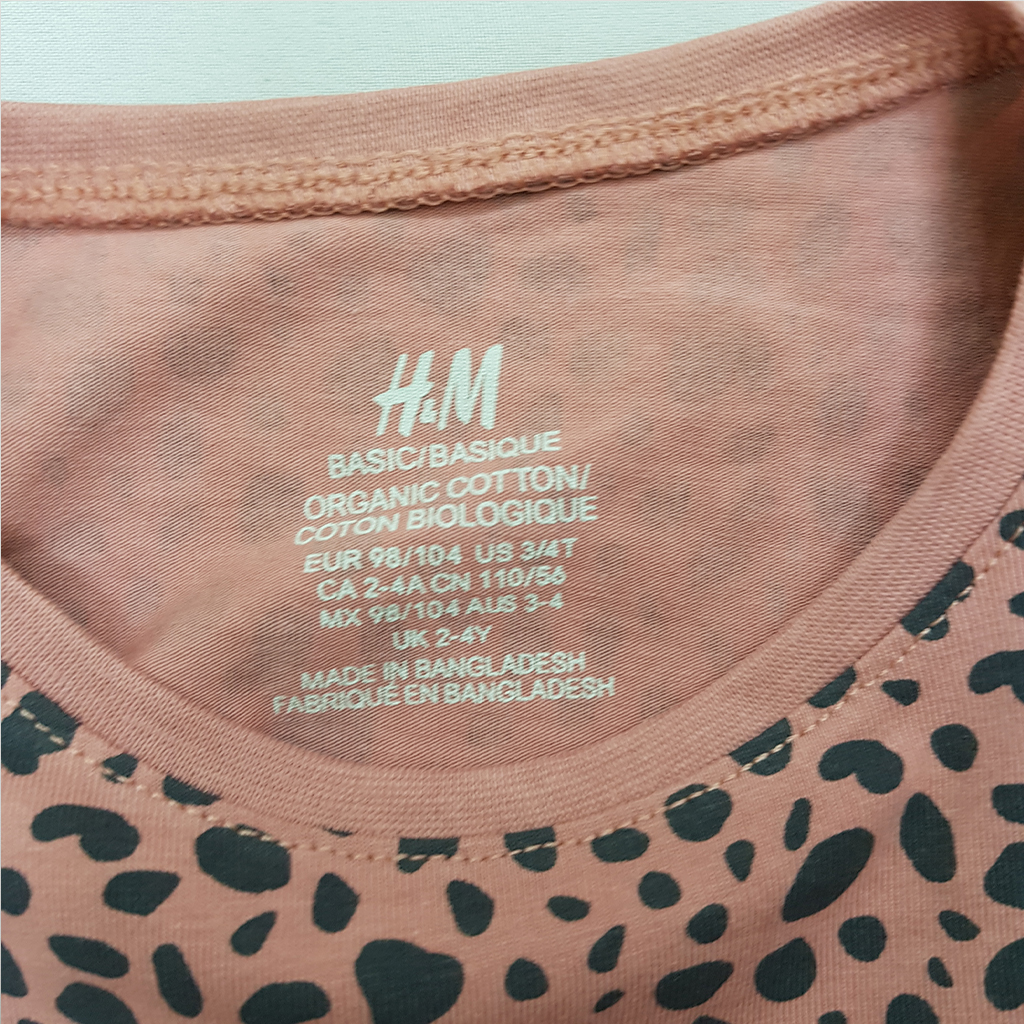 H&M
BASIC/BASIQUE
ORGANIC COTTON/
COTON BIOLOGIQUE
EUR 98/104 US 3/4T
CA 2-4A CN 110/56
MX 98/104 AUS 3-4
UK 2-4Y
MADE IN BANGLADESH
FABRIQUÉ EN BANGLADESH